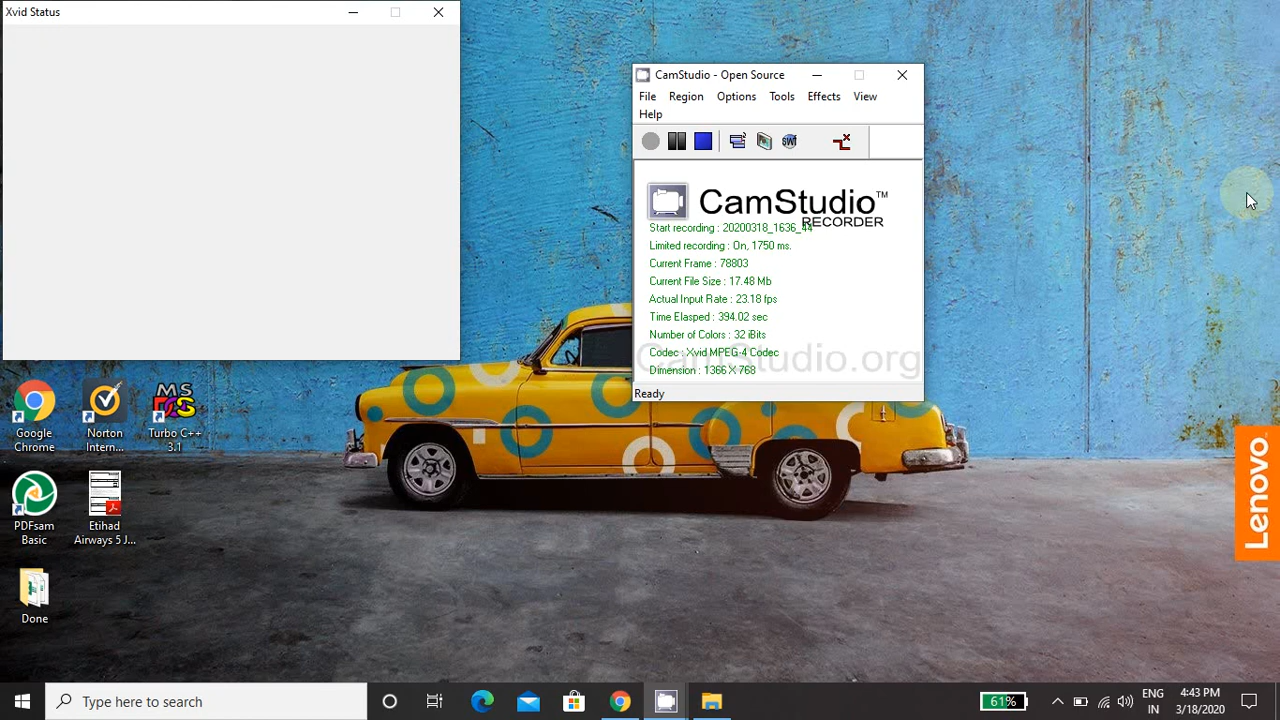 Xvid Status
CamStudio - Open Source
File Region Options Tools Effects View
Help
SWF
CamStudio™
RECORDER
Start recording : 20200318_1636_44
Limited recording : On, 1750 ms.
Current Frame : 78803
Current File Size : 17.48 Mb
Actual Input Rate : 23.18 fps
Time Elasped : 394.02 sec
Number of Colors : 32 iBits
Codec : Xvid MPEG-4 Codec
Dimension : 1366 X 768
CamStudio.org
Ready
Google
Chrome
Norton
Intern...
MS
Turbo C++
3.1
PDFsam
Basic
Etihad
Airways 5 J...
Done
Lenovo
Type here to search
61%
ENG
IN
4:43 PM
3/18/2020